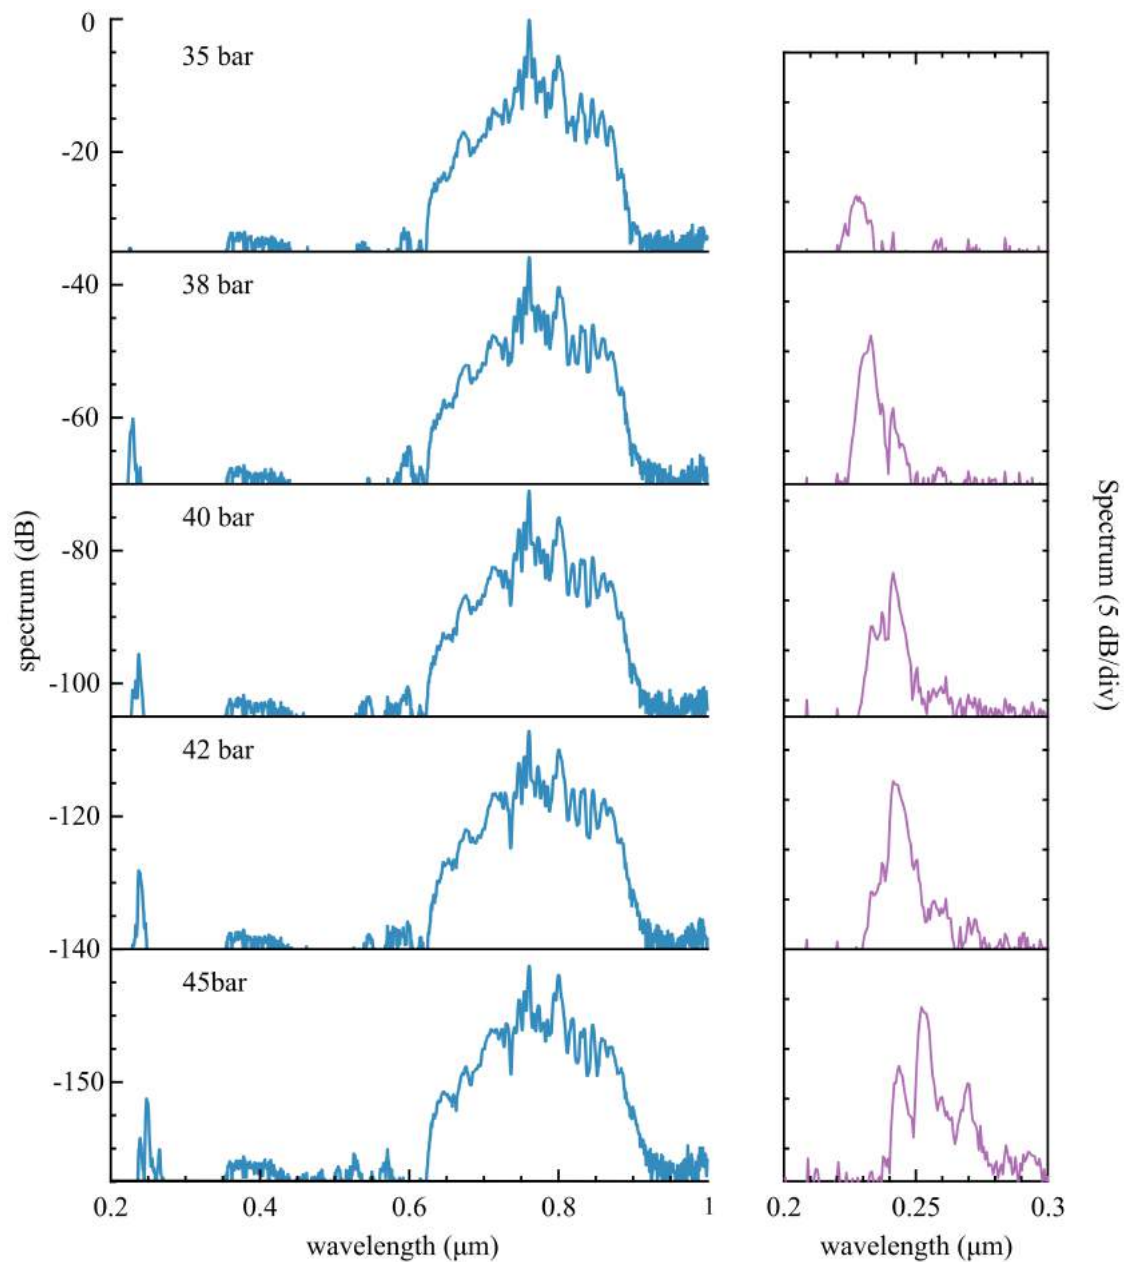 0
35 bar
-20
-40
38 bar
-60
40 bar
-80
spectrum (dB)
Spectrum (5 dB/div)
-100
42 bar
-120
-140
45bar
-150
0.2 0.4 0.6 0.8 1 0.2 0.25 0.3
wavelength (μm) wavelength (μm)